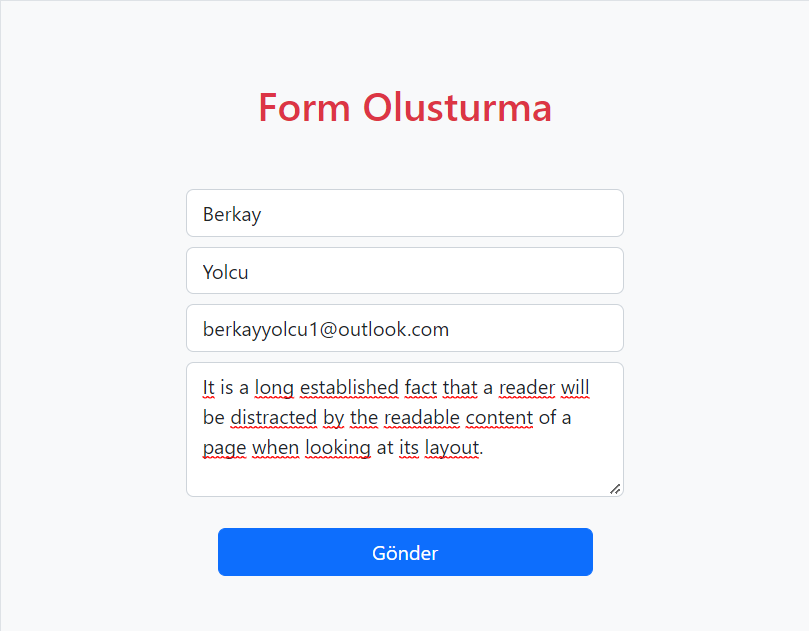 Form Olusturma
Berkay
Yolcu
berkayyolcu1@outlook.com
It is a long established fact that a reader will
be distracted by the readable content of a
page when looking at its layout.
Gönder